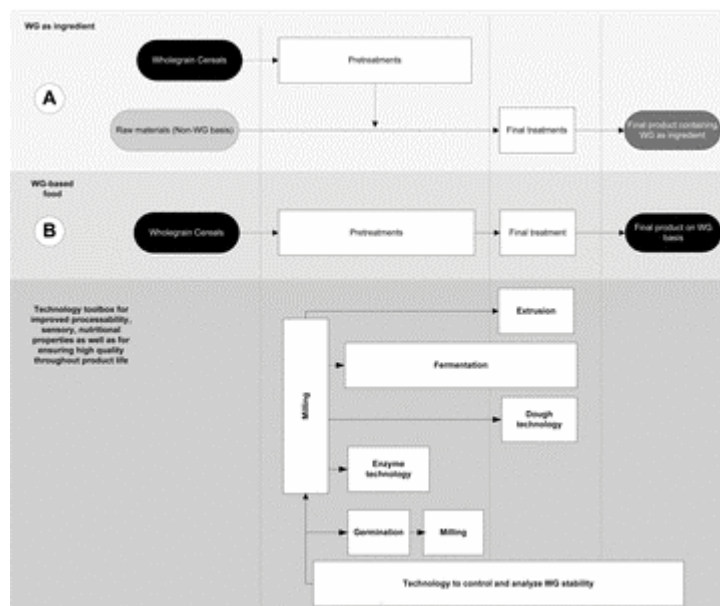 WG as ingredient
Wholegrain Cereals
Pretreatments
A
Raw materials (Non-WG basis)
Final treatments
Final product containing
WG as ingredient
WG-based
food
B
Wholegrain Cereals
Pretreatments
Final treatment
Final product on WG
basis
Technology toolbox for
improved processability,
sensory, nutritional
properties as well as for
ensuring high quality
throughout product life
Extrusion
Milling
Fermentation
Dough
technology
Enzyme
technology
Germination
Milling
Technology to control and analyze WG stability